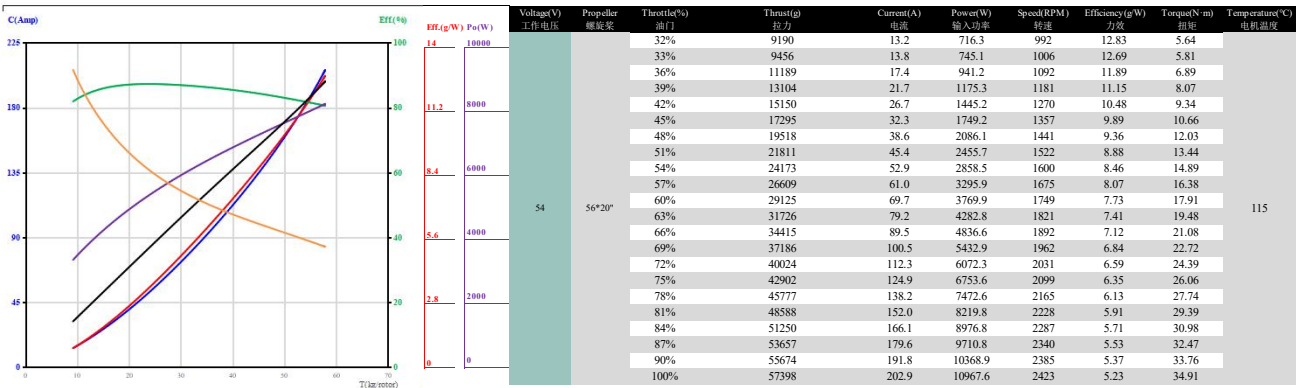 C(Amp)
Eff.(%)
Eff.(g/W) Po(W)
225
180
135
90
45
0
100
80
60
40
20
0
14
11.2
8.4
5.6
2.8
0
10000
8000
6000
4000
2000
0
0 10 20 30 40 50 60 70
T(kg/rotor)
Voltage(V) Propeller Throttle(%) Thrust(g) Current(A) Power(W) Speed(RPM) Efficiency(g/W) Torque(N·m) Temperature(°C)
工作电压 螺旋桨 油门 拉力 电流 输入功率 转速 力效 扭矩 电机温度
32% 9190 13.2 716.3 992 12.83 5.64
33% 9456 13.8 745.1 1006 12.69 5.81
36% 11189 17.4 941.2 1092 11.89 6.89
39% 13104 21.7 1175.3 1181 11.15 8.07
42% 15150 26.7 1445.2 1270 10.48 9.34
45% 17295 32.3 1749.2 1357 9.89 10.66
48% 19518 38.6 2086.1 1441 9.36 12.03
51% 21811 45.4 2455.7 1522 8.88 13.44
54% 24173 52.9 2858.5 1600 8.46 14.89
57% 26609 61.0 3295.9 1675 8.07 16.38
54 56*20" 60% 29125 69.7 3769.9 1749 7.73 17.91 115
63% 31726 79.2 4282.8 1821 7.41 19.48
66% 34415 89.5 4836.6 1892 7.12 21.08
69% 37186 100.5 5432.9 1962 6.84 22.72
72% 40024 112.3 6072.3 2031 6.59 24.39
75% 42902 124.9 6753.6 2099 6.35 26.06
78% 45777 138.2 7472.6 2165 6.13 27.74
81% 48588 152.0 8219.8 2228 5.91 29.39
84% 51250 166.1 8976.8 2287 5.71 30.98
87% 53657 179.6 9710.8 2340 5.53 32.47
90% 55674 191.8 10368.9 2385 5.37 33.76
100% 57398 202.9 10967.6 2423 5.23 34.91